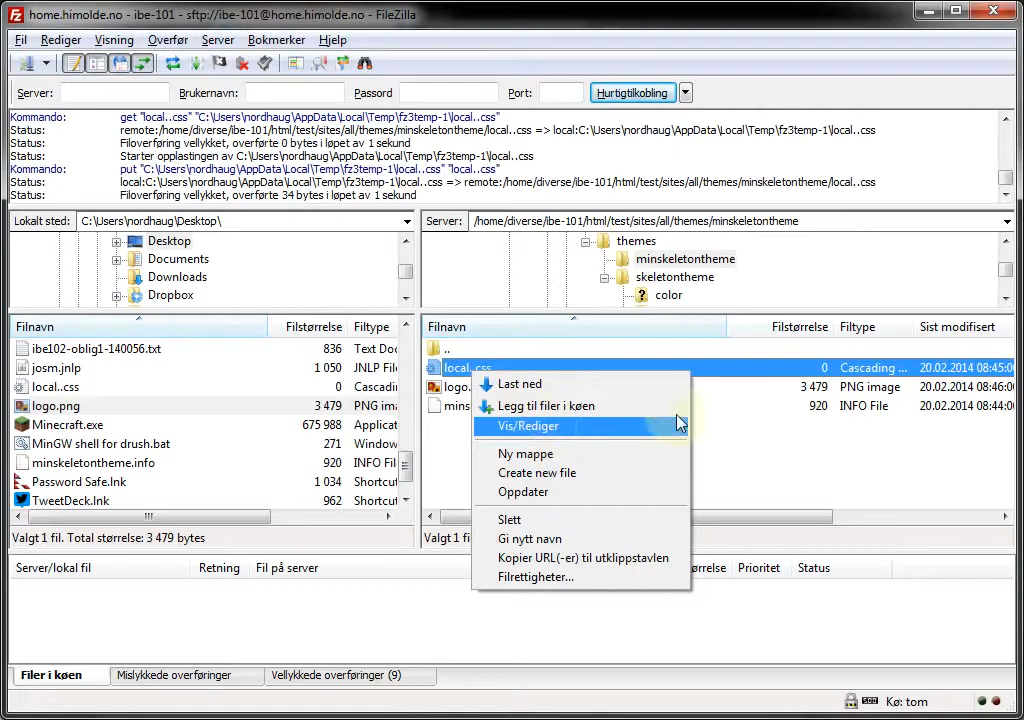 home.himolde.no - ibe-101 - sftp://ibe-101@home.himolde.no - FileZilla
Fil Rediger Visning Overfør Server Bokmerker Hjelp
Server: Brukernavn: Passord Port: Hurtigtilkobling
Kommando: get "local..css" "C:\Users\nordhaug\AppData\Local\Temp\fz3temp-1\local..css"
Status: remote:/home/diverse/ibe-101/html/test/sites/all/themes/minskeletontheme/local..css => local:C:\Users\nordhaug\AppData\Local\Temp\fz3temp-1\local..css
Status: Filoverføring vellykket, overførte 0 bytes i løpet av 1 sekund
Status: Starter opplastingen av C:\Users\nordhaug\AppData\Local\Temp\fz3temp-1\local..css
Kommando: put "C:\Users\nordhaug\AppData\Local\Temp\fz3temp-1\local..css" "local..css"
Status: local:C:\Users\nordhaug\AppData\Local\Temp\fz3temp-1\local..css => remote:/home/diverse/ibe-101/html/test/sites/all/themes/minskeletontheme/local..css
Status: Filoverføring vellykket, overførte 34 bytes i løpet av 1 sekund
Lokalt sted: C:\Users\nordhaug\Desktop\
Desktop
Documents
Downloads
Dropbox
Server: /home/diverse/ibe-101/html/test/sites/all/themes/minskeletontheme
themes
minskeletontheme
skeletontheme
color
Filnavn Filstørrelse Filtype
ibe102-oblig1-140056.txt 836 Text Doc
josm.jnlp 1 050 JNLP Fil
local..css 0 Cascadi
logo.png 3 479 PNG ima
Minecraft.exe 675 988 Applicat
MinGW shell for drush.bat 271 Window
minskeletontheme.info 920 INFO Fil
Password Safe.lnk 1 034 Shortcut
TweetDeck.lnk 962 Shortcut
Valgt 1 fil. Total størrelse: 3 479 bytes
Filnavn Filstørrelse Filtype Sist modifisert
..
local..css 0 Cascading ... 20.02.2014 08:45:0
logo. 3 479 PNG image 20.02.2014 08:46:0
mins 920 INFO File 20.02.2014 08:44:0
Valgt 1 fi
Last ned
Legg til filer i køen
Vis/Rediger
Ny mappe
Create new file
Oppdater
Slett
Gi nytt navn
Kopier URL(-er) til utklippstavlen
Filrettigheter...
Server/lokal fil Retning Fil på server ørrelse Prioritet Status
Filer i køen Mislykkede overføringer Vellykkede overføringer (9)
Kø: tom